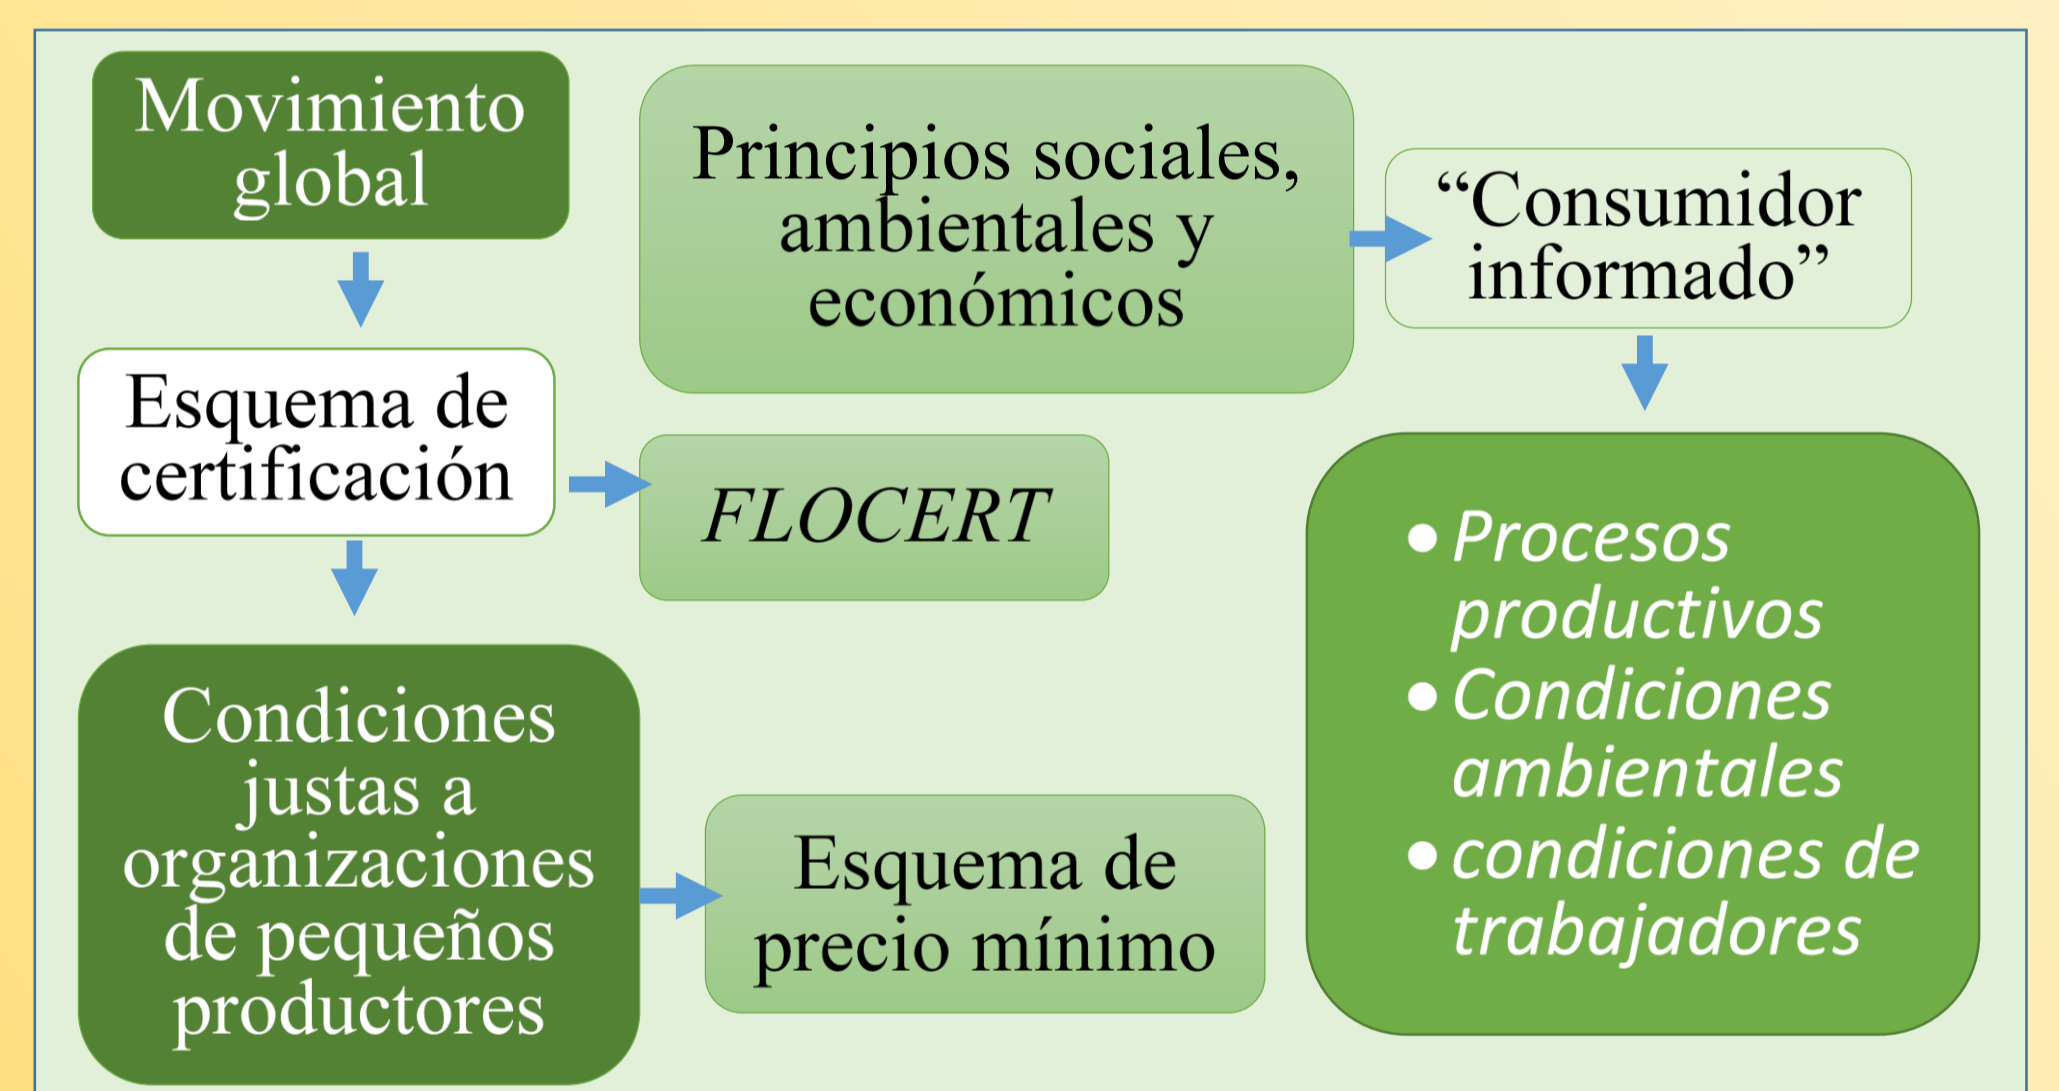 Movimiento
global
Principios sociales,
ambientales y
económicos
“Consumidor
informado”
Esquema de
certificación
FLOCERT
• Procesos
productivos
• Condiciones
ambientales
• condiciones de
trabajadores
Condiciones
justas a
organizaciones
de pequeños
productores
Esquema de
precio mínimo